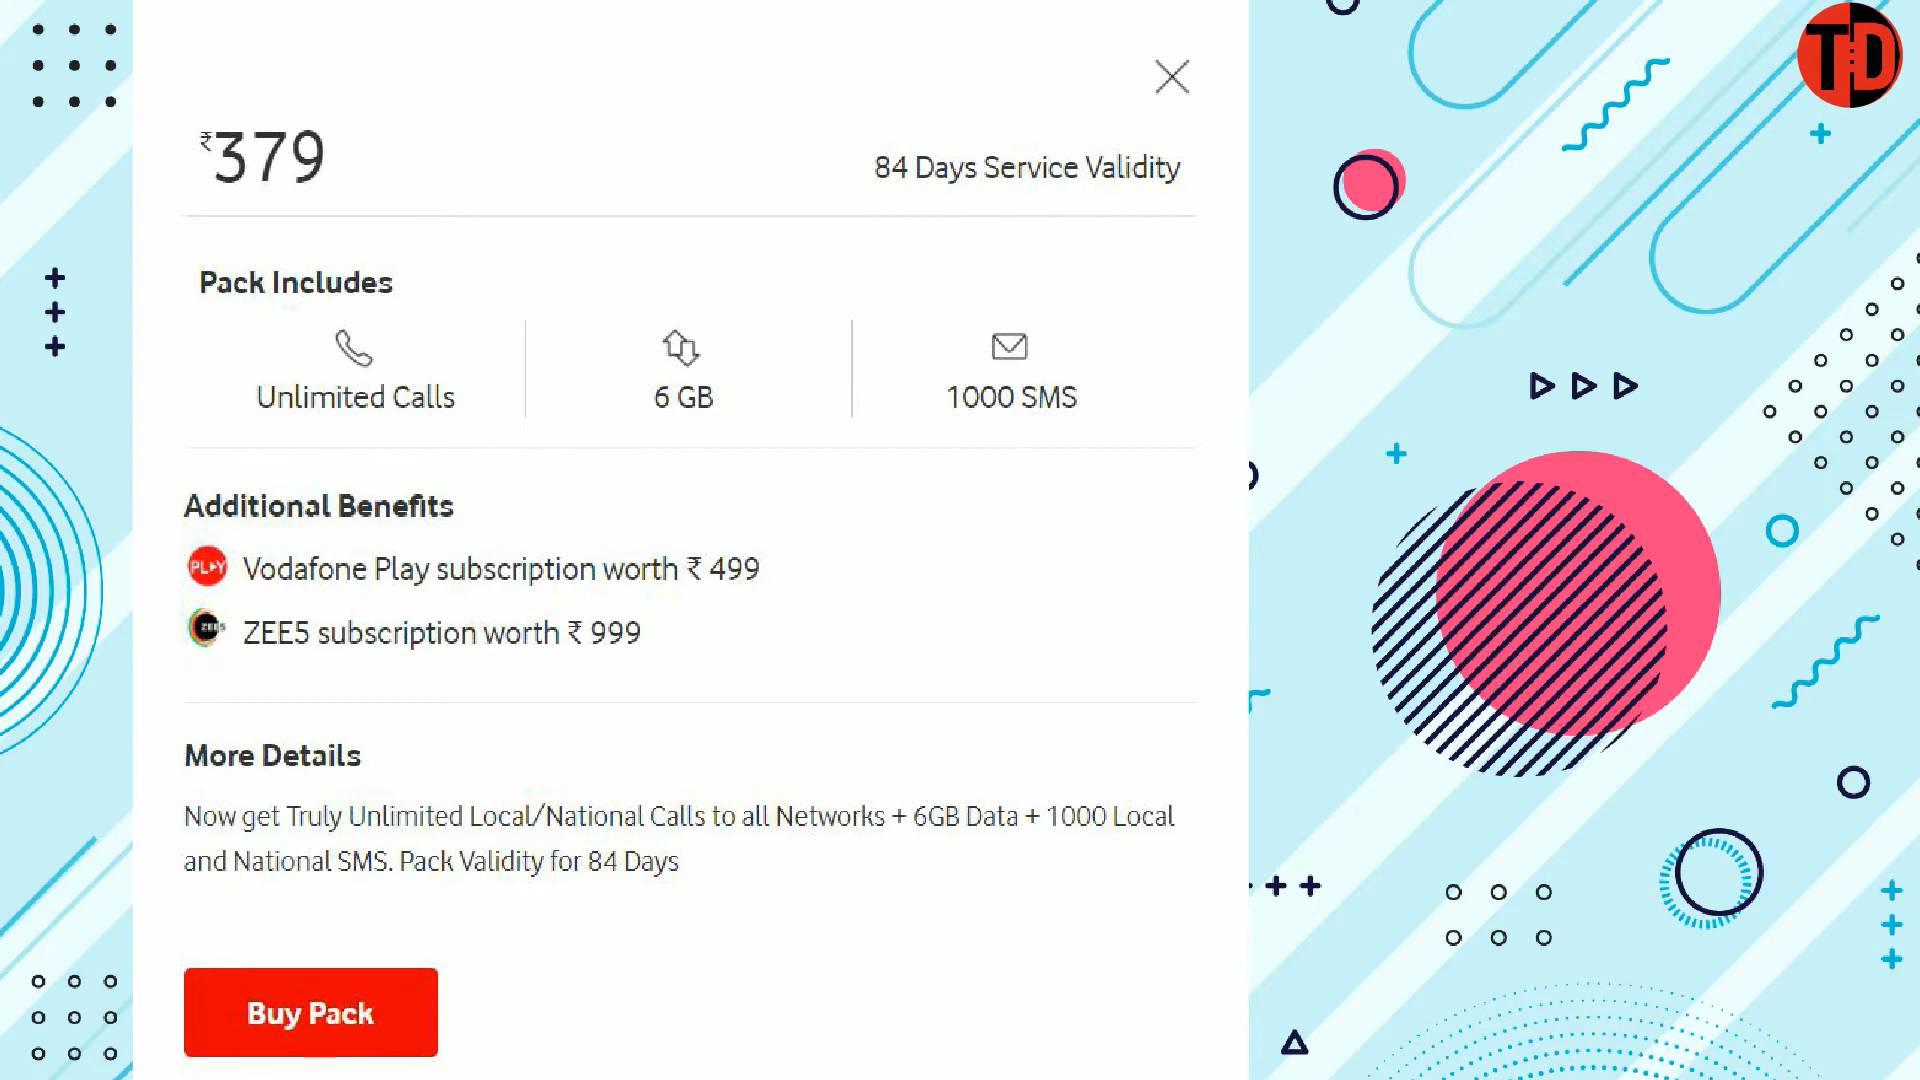 TD
₹379
84 Days Service Validity
Pack Includes
Unlimited Calls
6 GB
1000 SMS
Additional Benefits
PLAY
Vodafone Play subscription worth ₹ 499
ZEE5
ZEE5 subscription worth ₹ 999
More Details
Now get Truly Unlimited Local/National Calls to all Networks + 6GB Data + 1000 Local
and National SMS. Pack Validity for 84 Days
Buy Pack